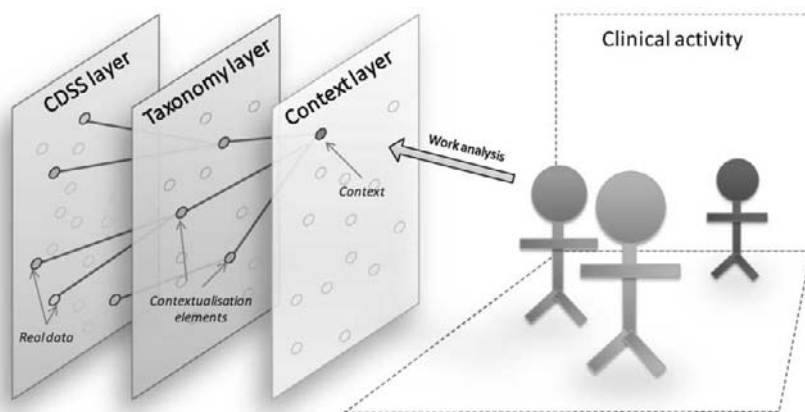 CDSS layer
Taxonomy layer
Context layer
Clinical activity
Work analysis
Context
Contextualisation
elements
Real data